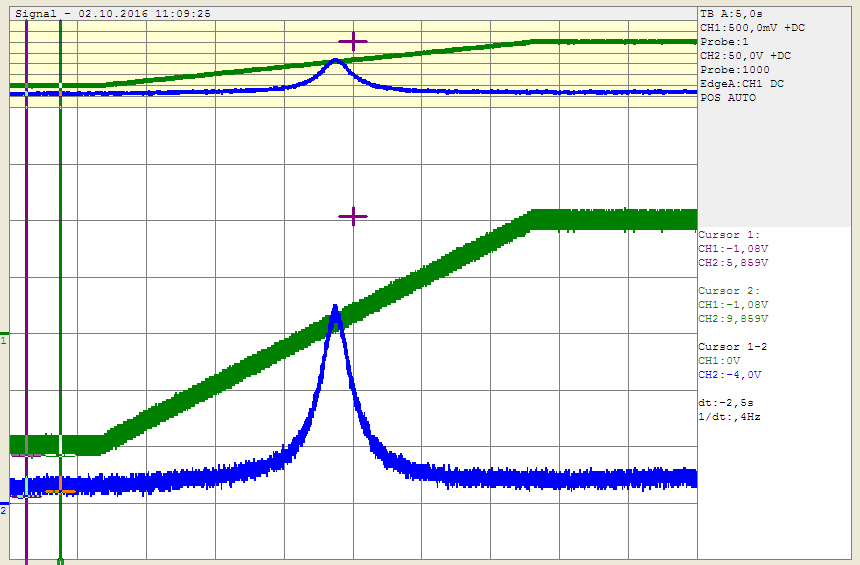 Signal - 02.10.2016 11:09:25
TB A:5,0s
CH1:500,0mV +DC
Probe:1
CH2:50,0V +DC
Probe:1000
EdgeA:CH1 DC
POS AUTO
Cursor 1:
CH1:-1,08V
CH2:5,859V
Cursor 2:
CH1:-1,08V
CH2:9,859V
Cursor 1-2
CH1:0V
CH2:-4,0V
dt:-2,5s
1/dt:,4Hz
1
2